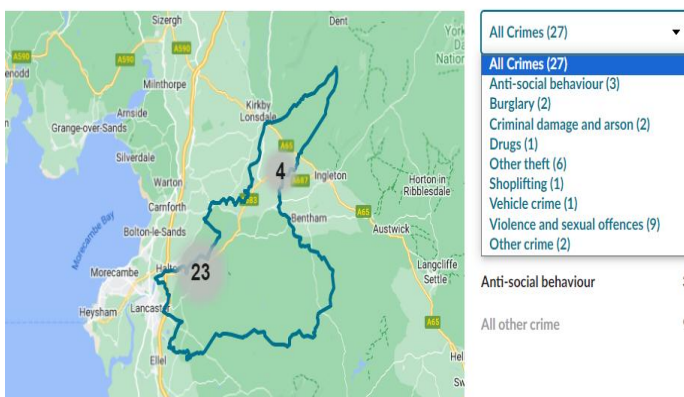 Sizergh
Dent
A590
A590
Milnthorpe
Kirkby
Lonsdale
Arnside
Grange-over-Sands
A65
Silverdale
4
Ingleton
Horton-in
Ribblesdale
Warton
Carnforth
Bentham
A65
Austwick
Bolton-le-Sands
Morecambe Bay
Langcliffe
Settle
Morecambe
23
Heysham
Lancaster
A65
Ellel
All Crimes (27)
All Crimes (27)
Anti-social behaviour (3)
Burglary (2)
Criminal damage and arson (2)
Drugs (1)
Other theft (6)
Shoplifting (1)
Vehicle crime (1)
Violence and sexual offences (9)
Other crime (2)
Anti-social behaviour
All other crime